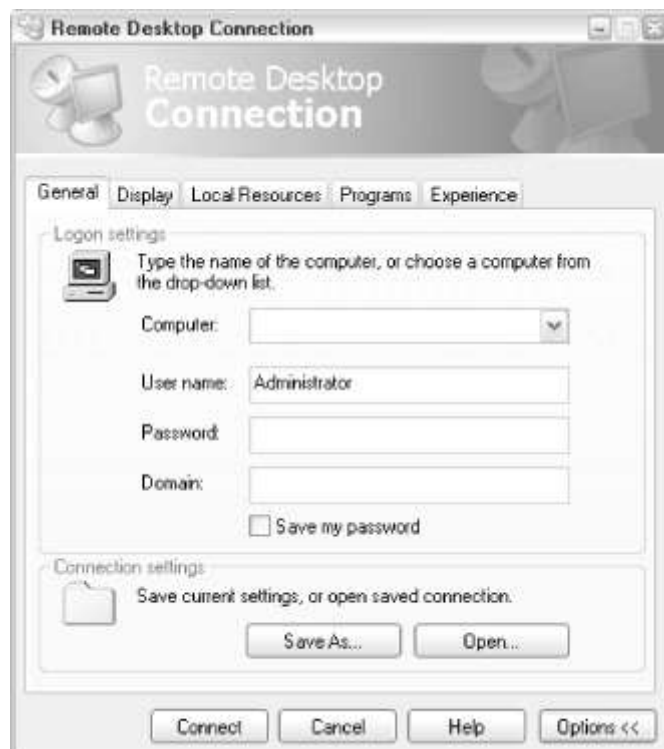 Remote Desktop Connection
Remote Desktop
Connection
General Display Local Resources Programs Experience
Logon settings
Type the name of the computer, or choose a computer from
the drop-down list.
Computer:
User name: Administrator
Password:
Domain:
Save my password
Connection settings
Save current settings, or open saved connection.
Save As... Open...
Connect Cancel Help Options <<